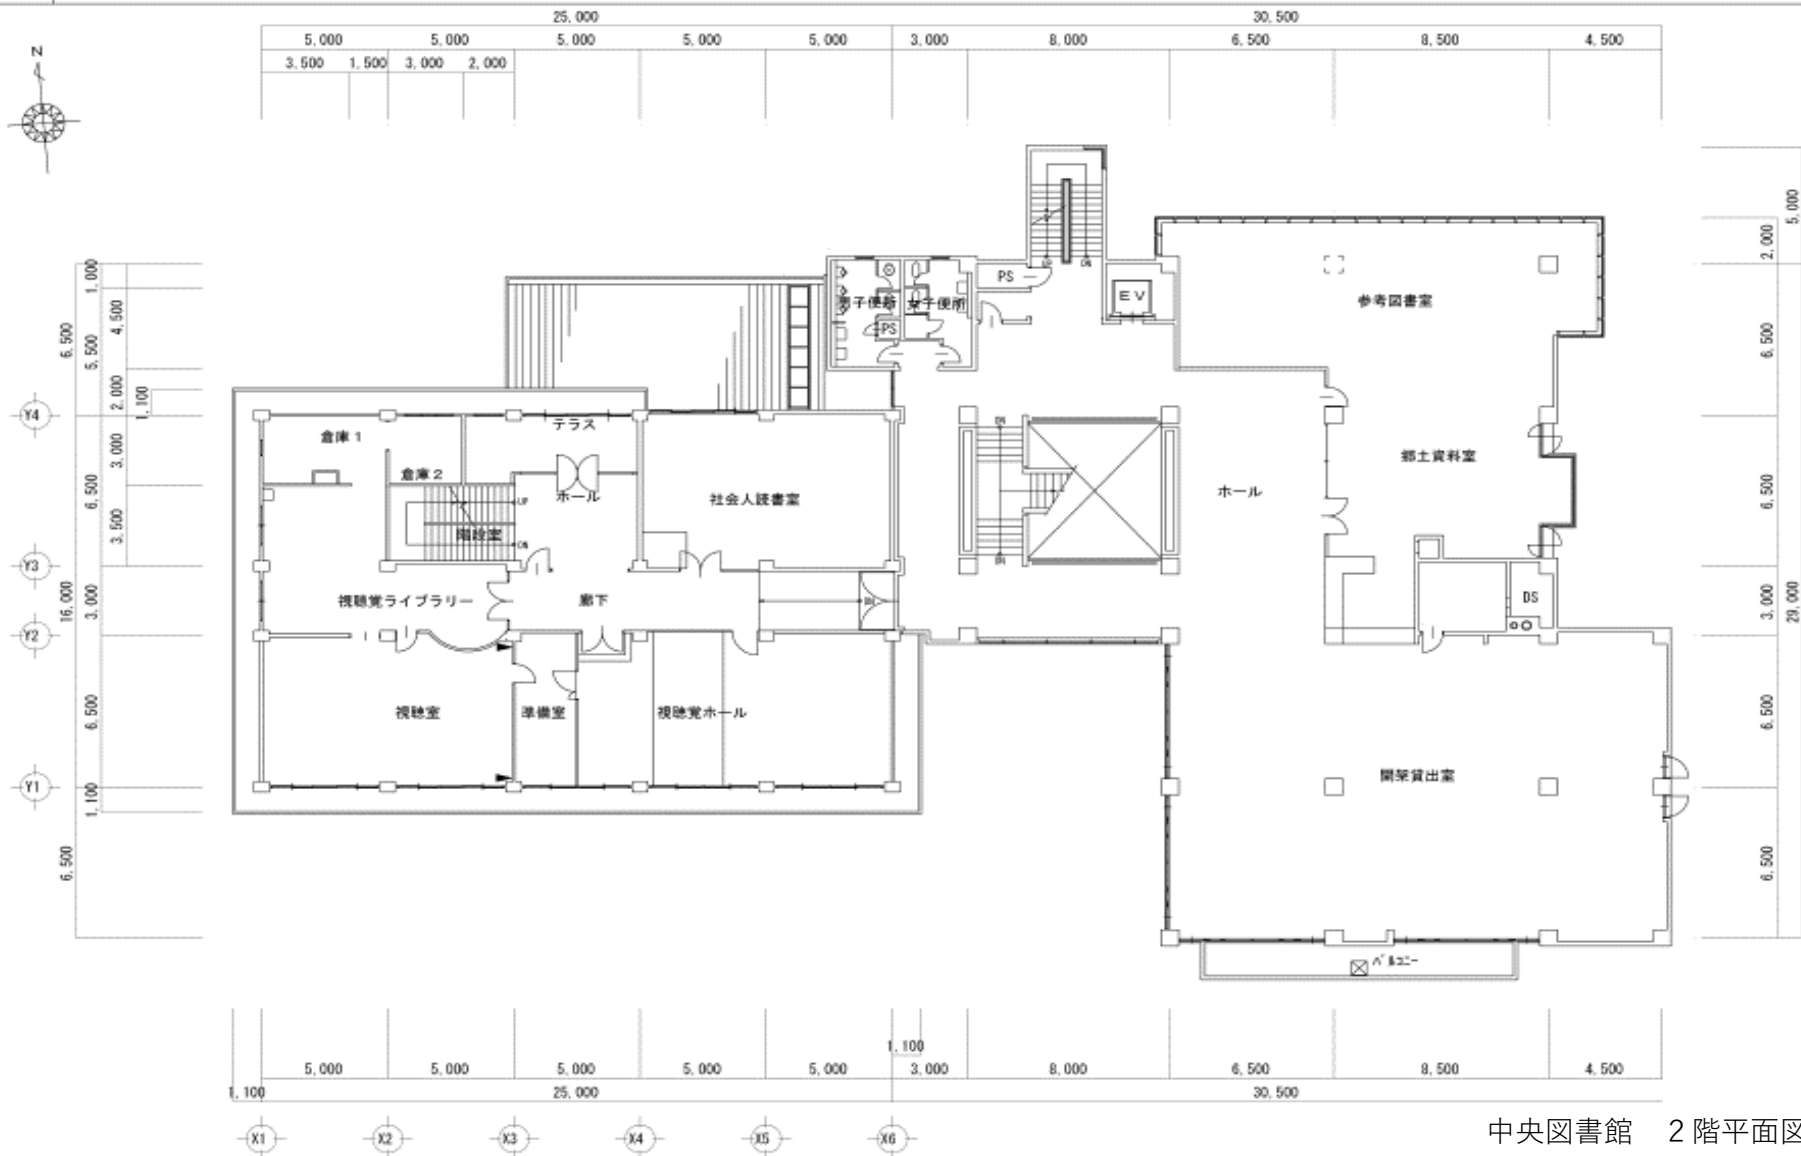 25,000 30,500
5,000 5,000 5,000 5,000 5,000 3,000 8,000 6,500 8,500 4,500
3,500 1,500 3,000 2,000
N
5,000
2,000
6,500
6,500
3,000
29,000
6,500
6,500
1,000
4,500
6,500
5,500
2,000
1,100
3,000
6,500
3,500
16,000
3,000
6,500
1,100
6,500
Y4
Y3
Y2
Y1
UP DN
PS
EV
男子便所 女子便所
PS
参考図書室
テラス
倉庫1
倉庫2
ホール
社会人読書室
階段室
UP
DN
DN
DN
ホール
郷土資料室
視聴覚ライブラリー
廊下
DS
視聴室
準備室
視聴覚ホール
開架貸出室
バルコニー
1,100
5,000 5,000 5,000 5,000 5,000 3,000 8,000 6,500 8,500 4,500
1,100 25,000 30,500
X1 X2 X3 X4 X5 X6
中央図書館 2階平面図